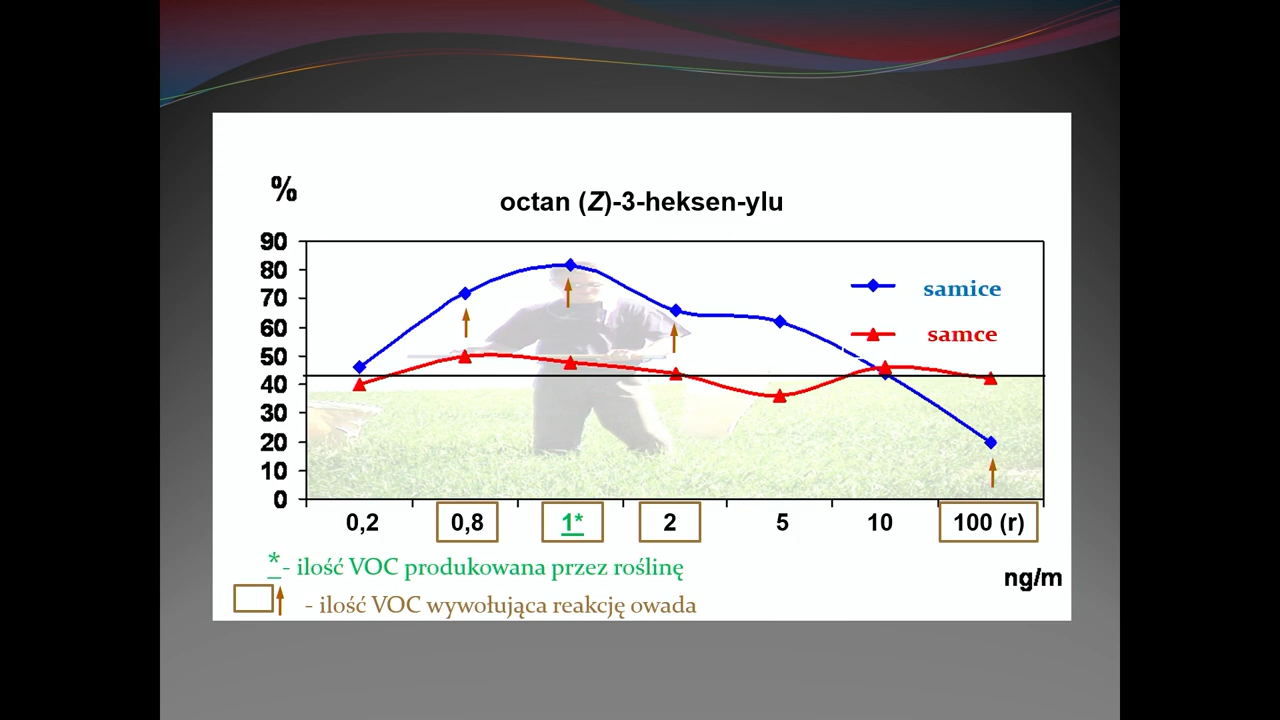 %
octan (Z)-3-heksen-ylu
90
80
70
60
50
40
30
20
10
0
samice
samce
0,2 0,8 1* 2 5 10 100 (r)
*- ilość VOC produkowana przez roślinę
ng/m
- ilość VOC wywołująca reakcję owada